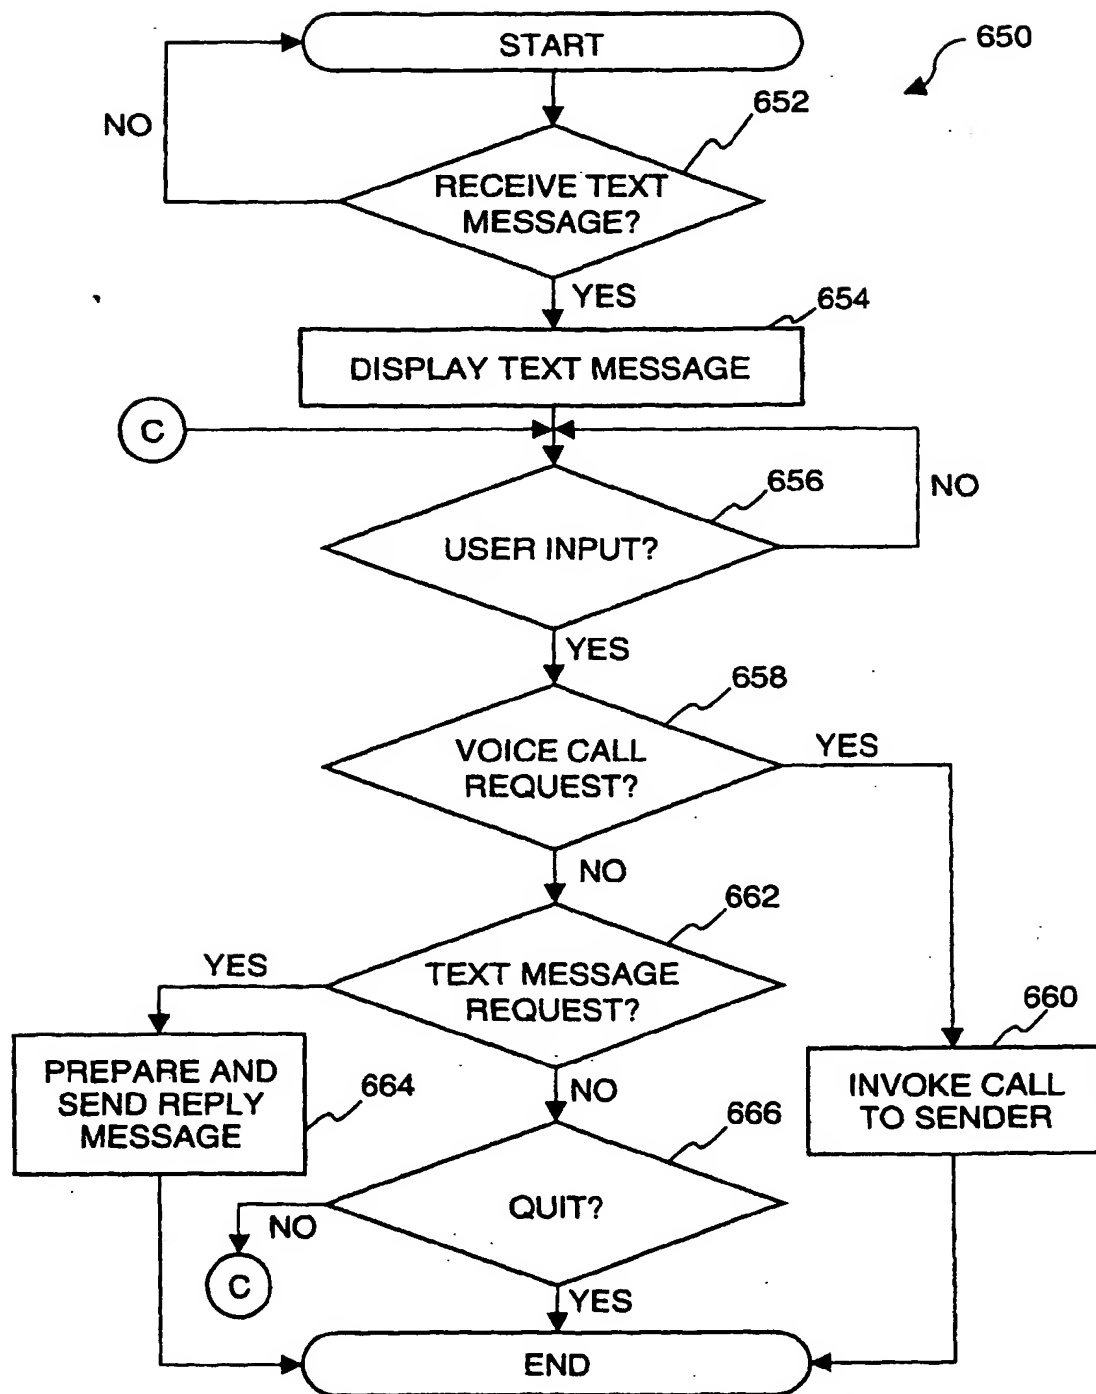 START
650
652
NO
RECEIVE TEXT
MESSAGE?
YES
654
DISPLAY TEXT MESSAGE
C
656
NO
USER INPUT?
YES
658
VOICE CALL
REQUEST?
YES
NO
662
YES
TEXT MESSAGE
REQUEST?
660
PREPARE AND
SEND REPLY
MESSAGE
664
NO
INVOKE CALL
TO SENDER
666
QUIT?
NO
C
YES
END